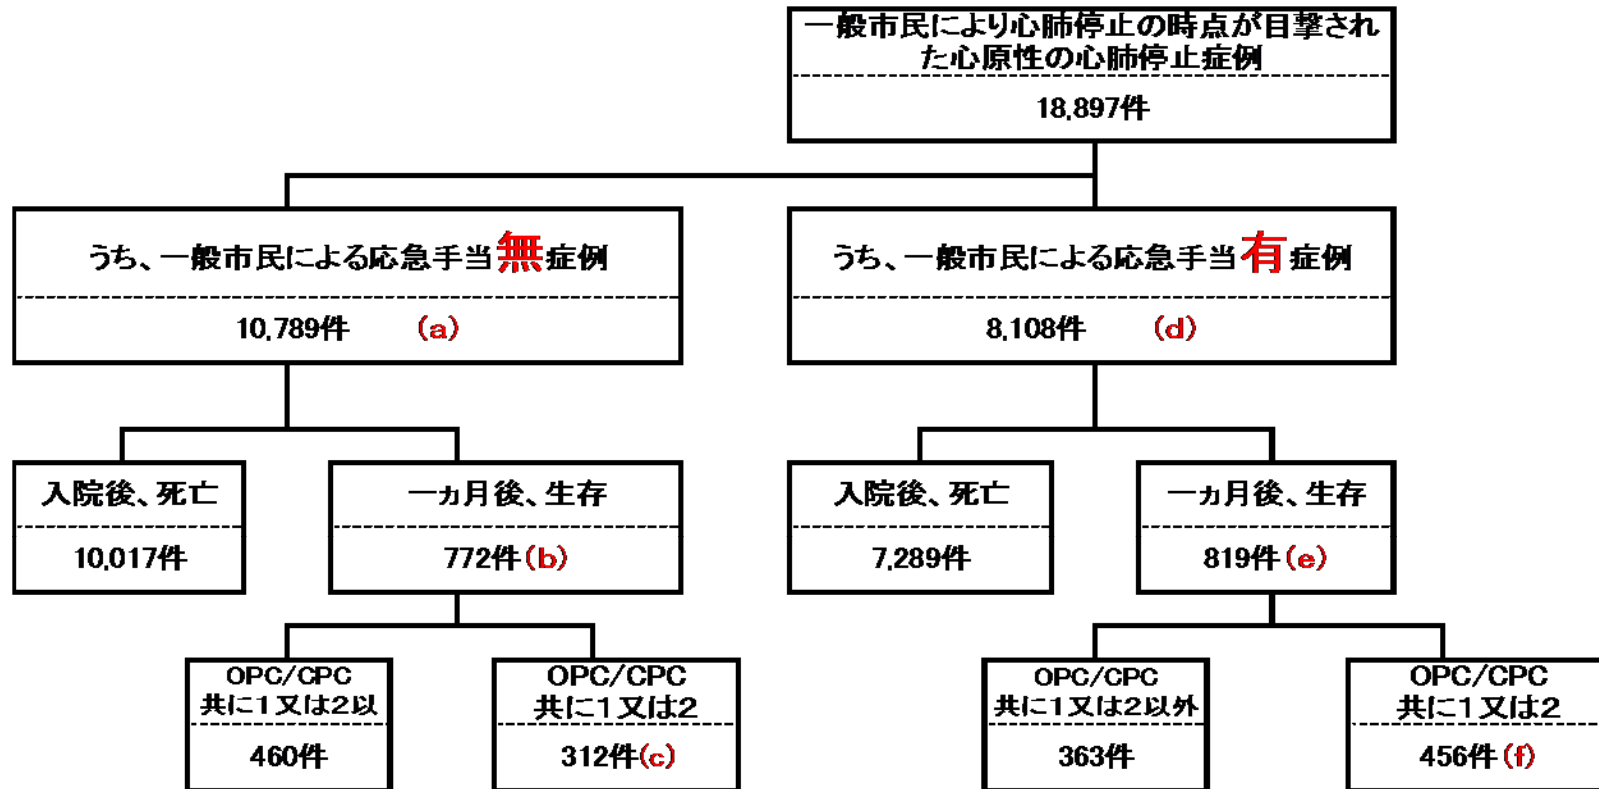 一般市民により心肺停止の時点が目撃され
た心原性の心肺停止症例
18,897件
うち、一般市民による応急手当無症例
10,789件 (a)
うち、一般市民による応急手当有症例
8,108件 (d)
入院後、死亡
10,017件
一ヵ月後、生存
772件(b)
入院後、死亡
7,289件
一ヵ月後、生存
819件(e)
OPC/CPC
共に1又は2以
460件
OPC/CPC
共に1又は2
312件(c)
OPC/CPC
共に1又は2以外
363件
OPC/CPC
共に1又は2
456件(f)